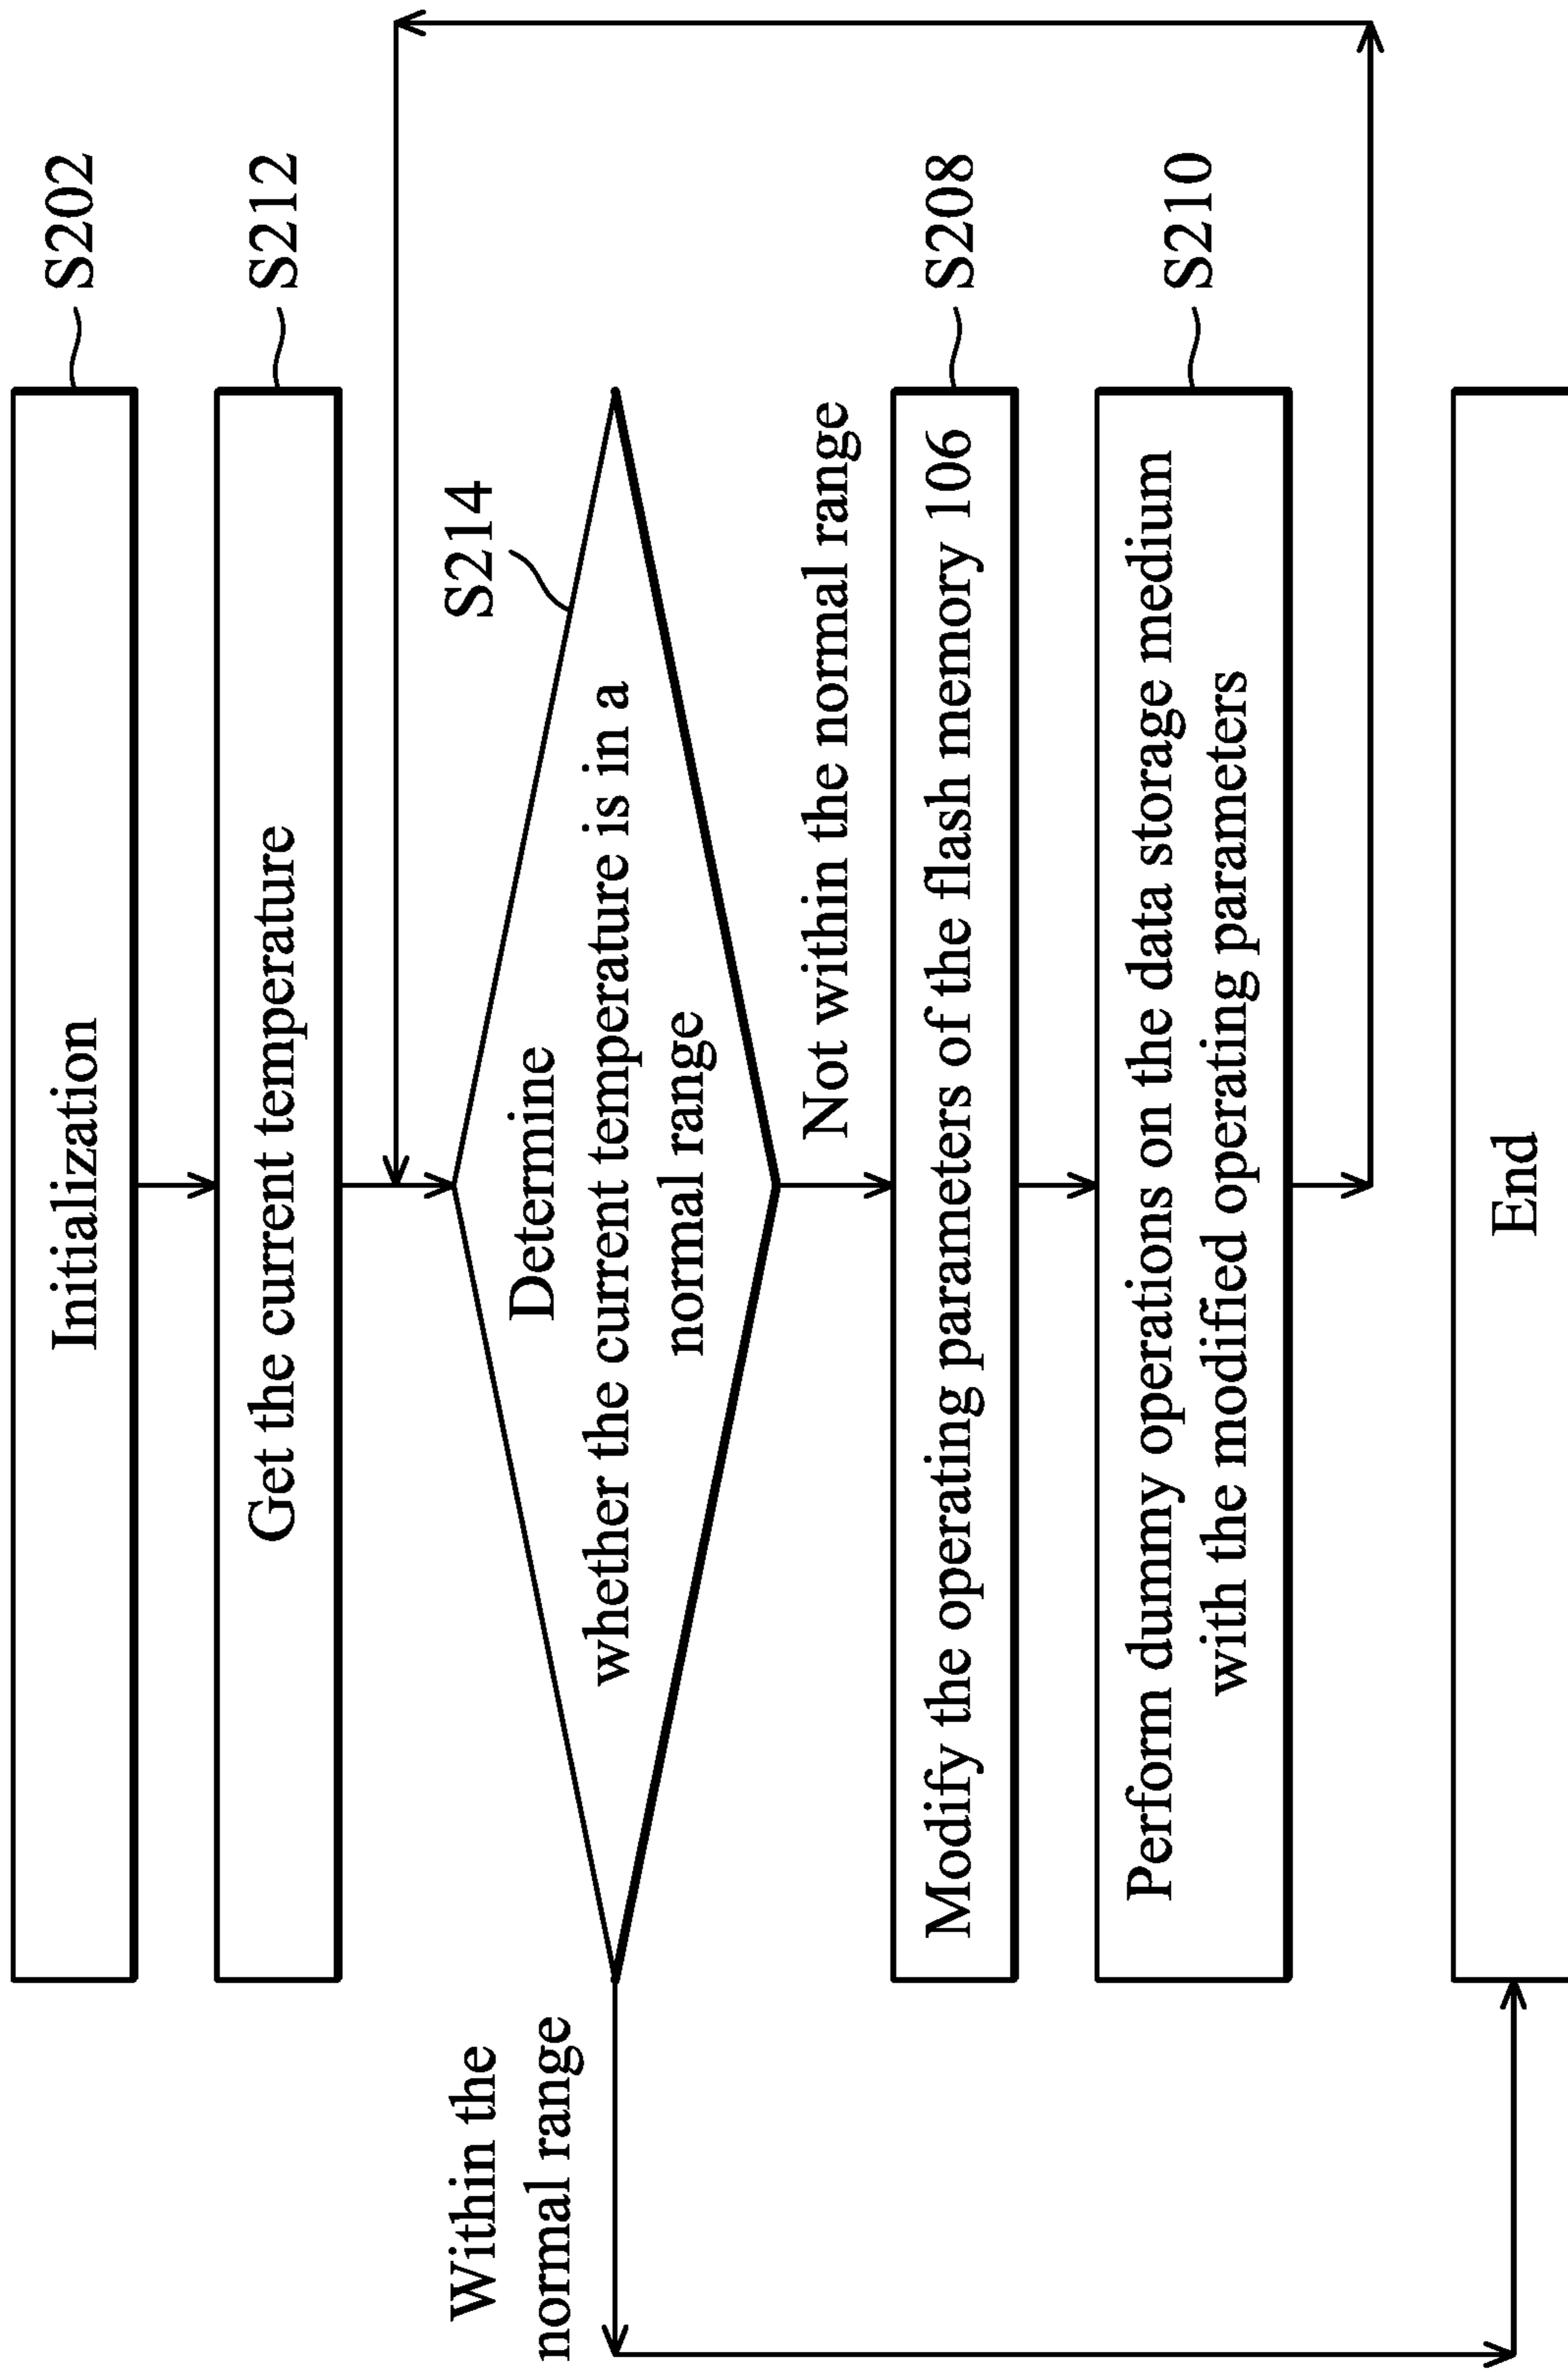 Initialization
S202
Get the current temperature
S212
S214
Determine
whether the current temperature is in a
normal range
Within the
normal range
Not within the normal range
Modify the operating parameters of the flash memory 106
S208
Perform dummy operations on the data storage medium
with the modified operating parameters
S210
End